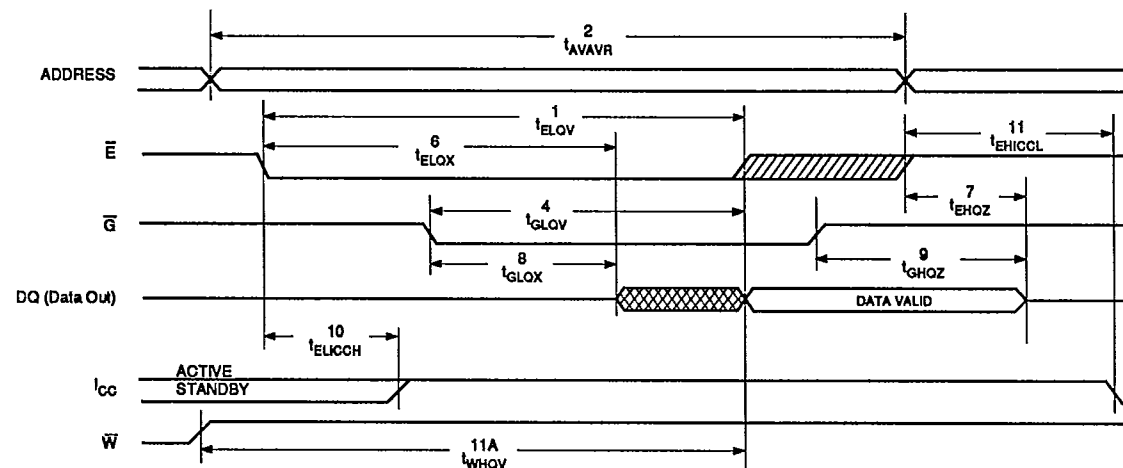 2
tAVAVR
ADDRESS
1
tELQV
11
tEHICCL
6
tELQX
E
7
tEHQZ
4
tGLQV
G
9
tGHQZ
8
tGLQX
DQ (Data Out)
DATA VALID
10
tELICCH
ACTIVE
ICC
STANDBY
W
11A
tWHQV